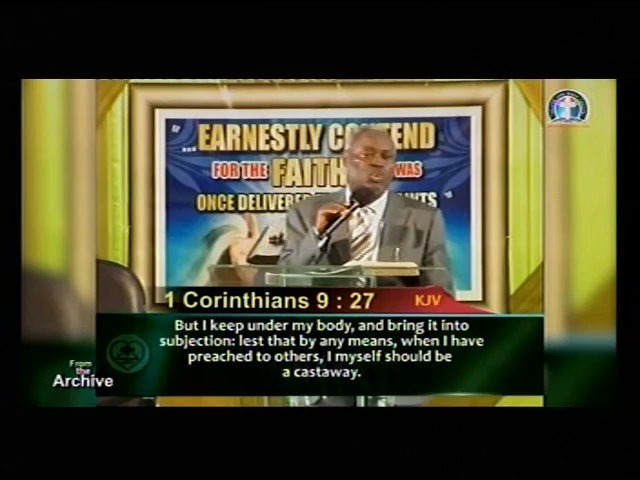 "
...EARNESTLY CONTEND
FOR THE FAITH WAS
ONCE DELIVERED
"
1 Corinthians 9 : 27 KJV
But I keep under my body, and bring it into
subjection: lest that by any means, when I have
preached to others, I myself should be
a castaway.
From
the
Archive